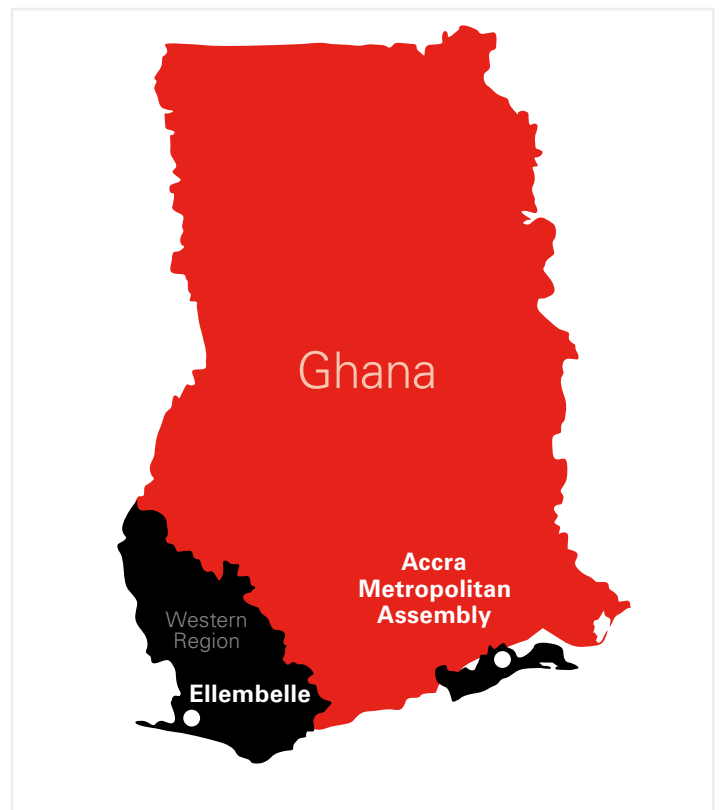 Ghana
Accra
Metropolitan
Assembly
Western
Region
Ellembelle